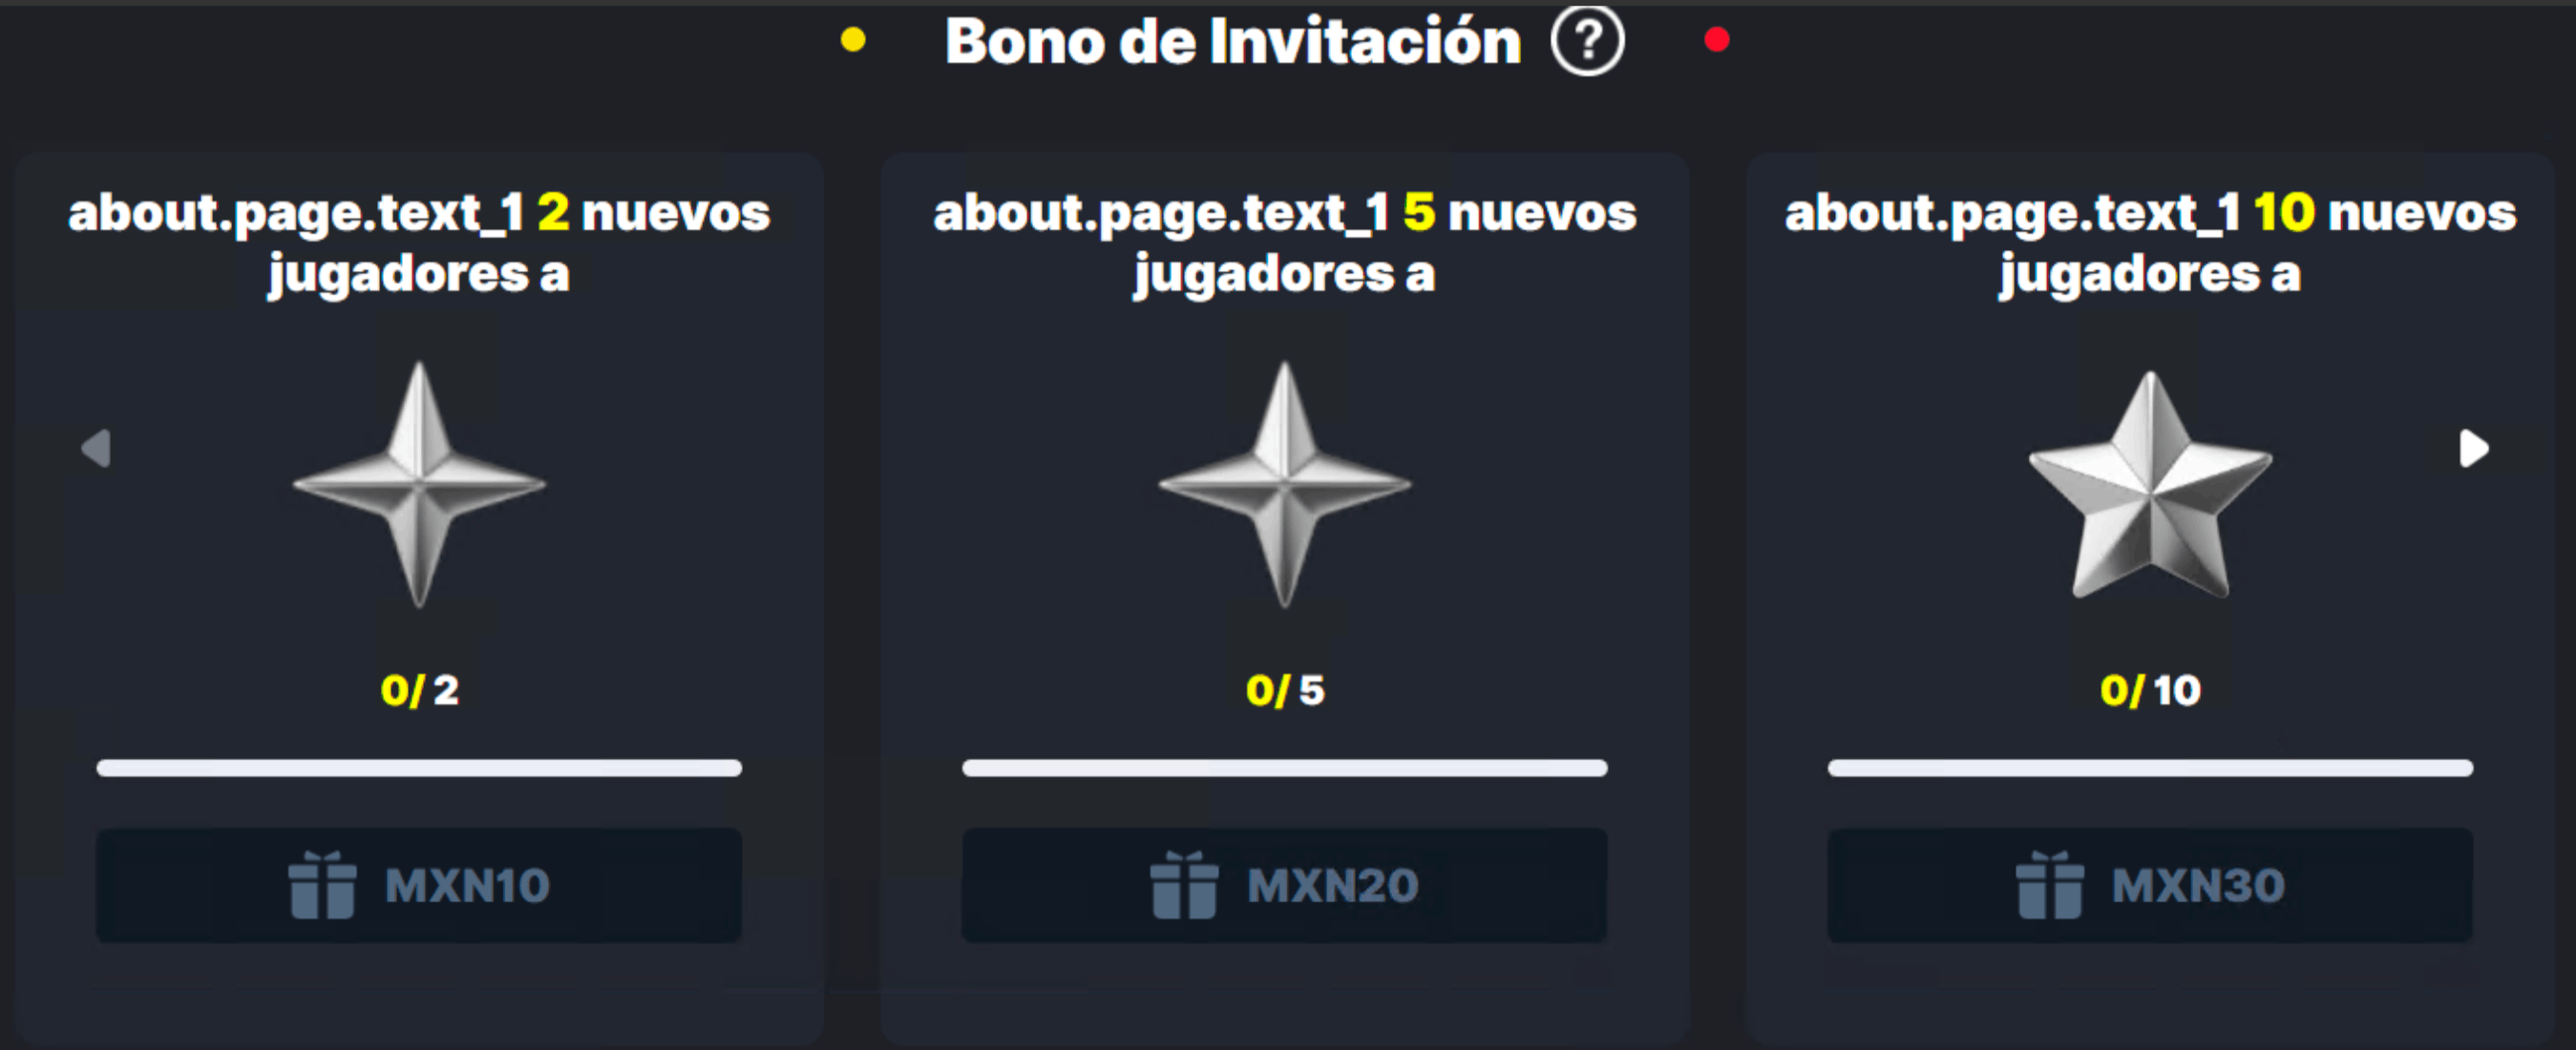 Bono de Invitación ?
about.page.text_1 2 nuevos
jugadores a
0/ 2
MXN10
about.page.text_1 5 nuevos
jugadores a
0/ 5
MXN20
about.page.text_1 10 nuevos
jugadores a
0/ 10
MXN30